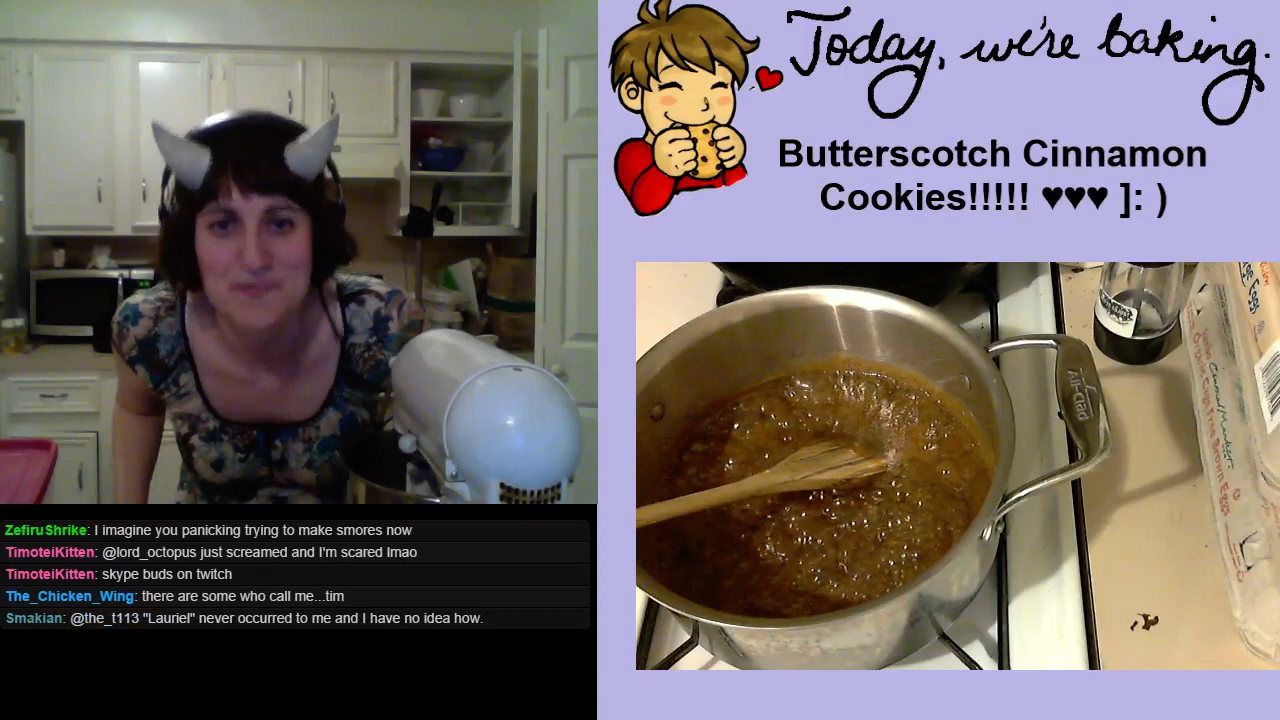 Today, we're baking.
Butterscotch Cinnamon
Cookies!!!!! ♥♥♥ ]: )
All-Clad
Brown Eggs
ZefiruShrike: I imagine you panicking trying to make smores now
TimoteiKitten: @lord_octopus just screamed and I'm scared lmao
TimoteiKitten: skype buds on twitch
The_Chicken_Wing: there are some who call me...tim
Smakian: @the_t113 "Lauriel" never occurred to me and I have no idea how.